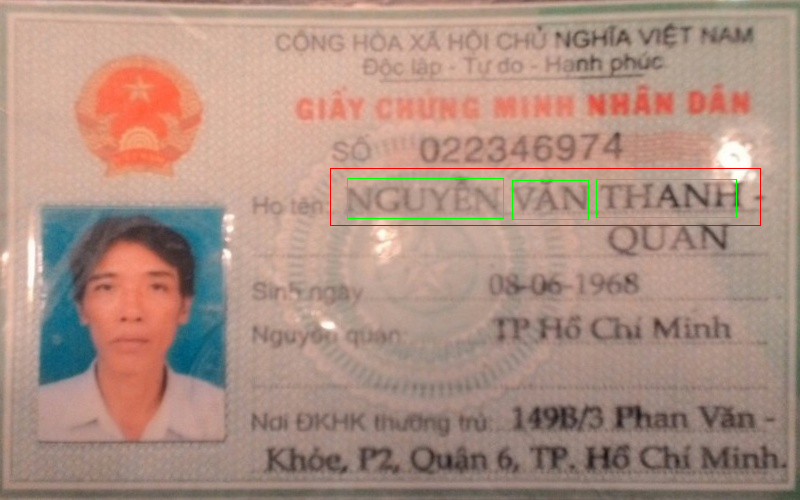 CỘNG HÒA XÃ HỘI CHỦ NGHĨA VIỆT NAM
Độc lập - Tự do - Hạnh phúc
GIẤY CHỨNG MINH NHÂN DÂN
SỐ 022346974
Họ tên: NGUYỄN VĂN THANH -
QUAN
Sinh ngày 08-06-1968
Nguyên quán: TP Hồ Chí Minh
Nơi ĐKHK thường trú: 149B/3 Phan Văn -
Khỏe, P2, Quận 6, TP. Hồ Chí Minh.